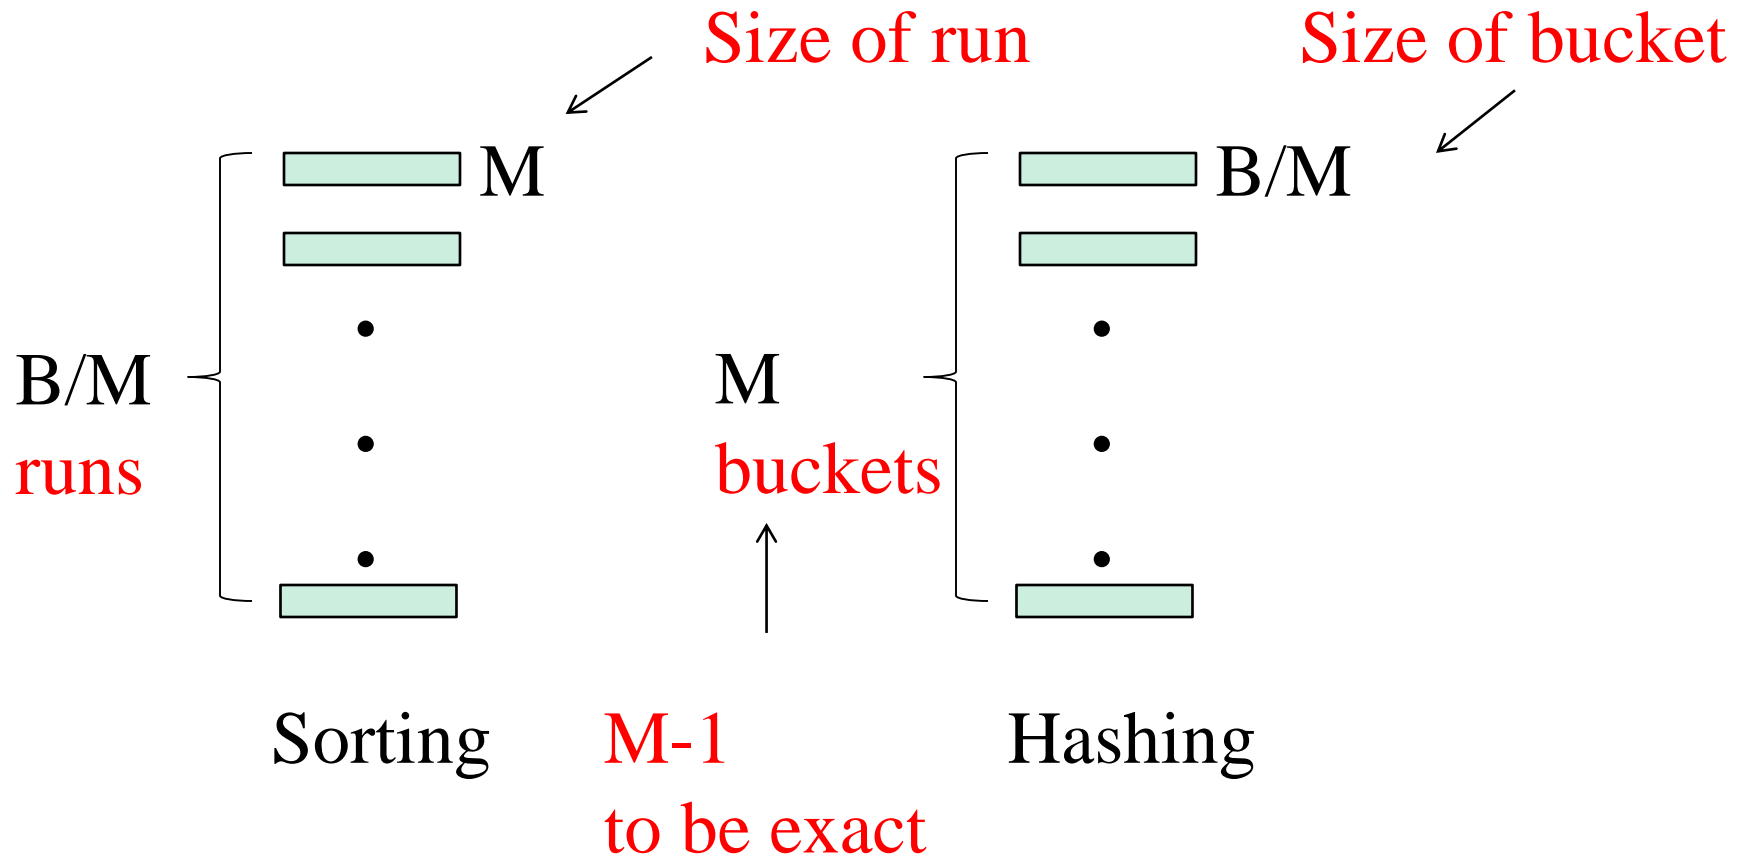 Size of run
Size of bucket
M
B/M
B/M
runs
M
buckets
Sorting
M-1
to be exact
Hashing